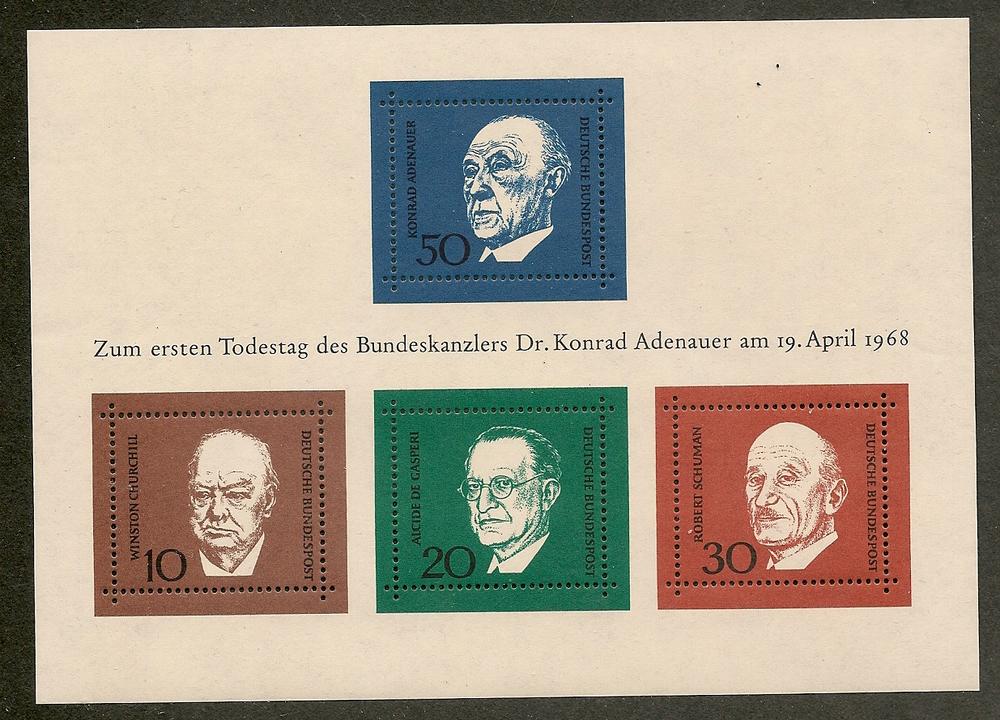 KONRAD ADENAUER
50
DEUTSCHE BUNDESPOST
Zum ersten Todestag des Bundeskanzlers Dr. Konrad Adenauer am 19. April 1968
WINSTON CHURCHILL
10
DEUTSCHE BUNDESPOST
ALCIDE DE GASPERI
20
DEUTSCHE BUNDESPOST
ROBERT SCHUMAN
30
DEUTSCHE BUNDESPOST